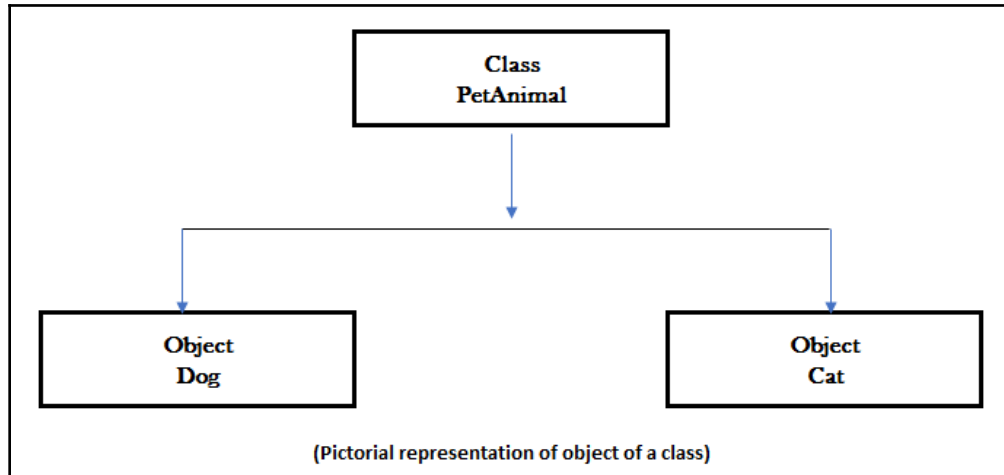 Class
PetAnimal
Object
Dog
Object
Cat
(Pictorial representation of object of a class)